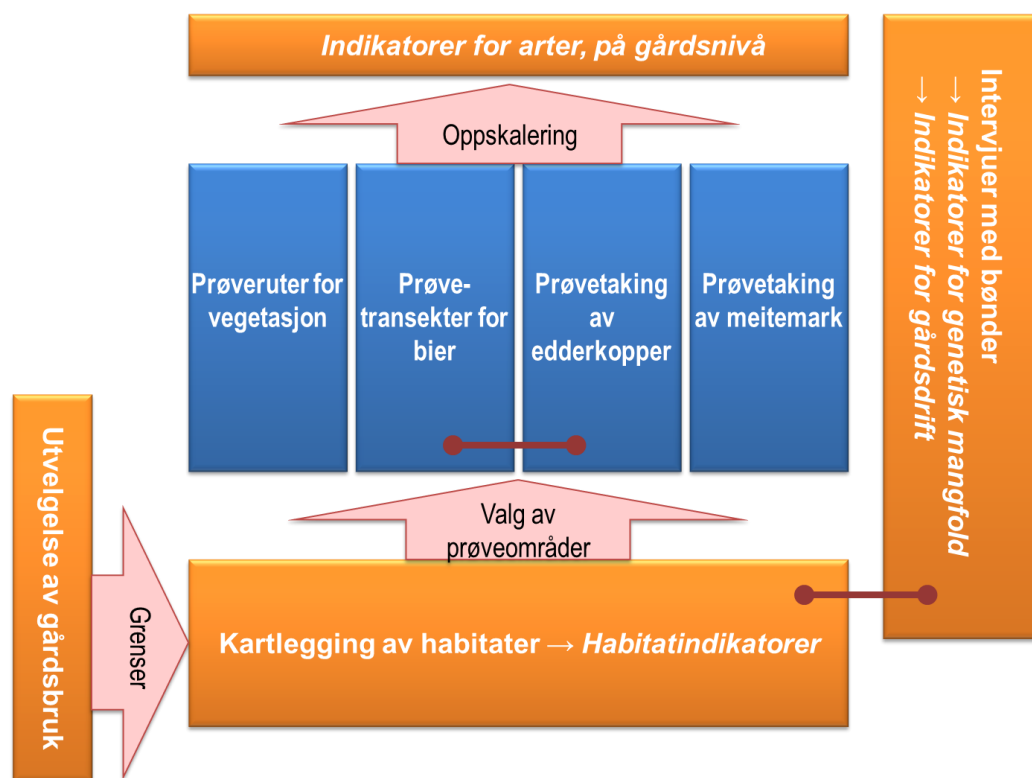 Indikatorer for arter, på gårdsnivå
Oppskalering
Prøveruter for
vegetasjon
Prøve-
transekter for
bier
Prøvetaking
av
edderkopper
Prøvetaking
av meitemark
Intervjuer med bønder
→ Indikatorer for genetisk mangfold
→ Indikatorer for gårdsdrift
Utvelgelse av gårdsbruk
Grenser
Valg av
prøveområder
Kartlegging av habitater → Habitatindikatorer